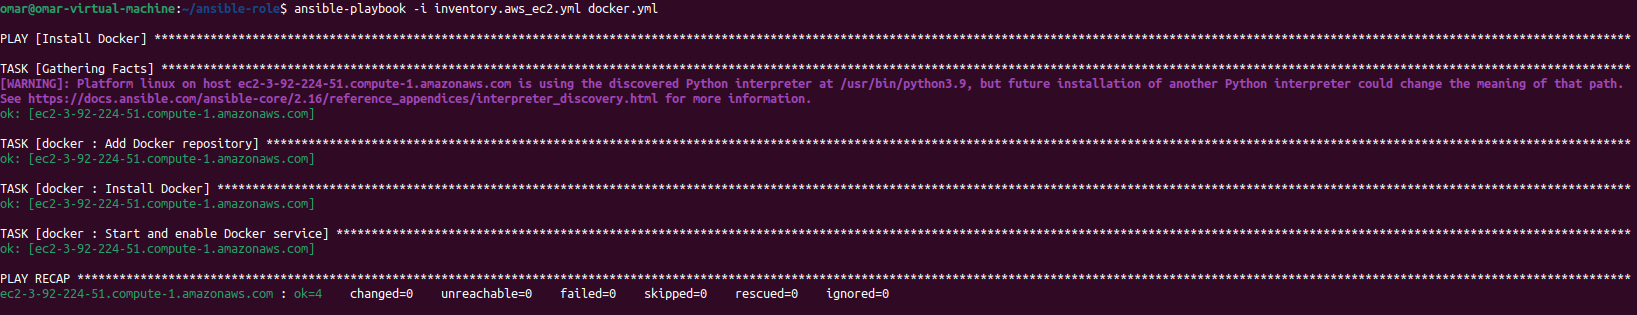 omar@omar-virtual-machine:~/ansible-role$ ansible-playbook -i inventory.aws_ec2.yml docker.yml
PLAY [Install Docker] ****************************************************************************************************
TASK [Gathering Facts] ****************************************************************************************************
[WARNING]: Platform linux on host ec2-3-92-224-51.compute-1.amazonaws.com is using the discovered Python interpreter at /usr/bin/python3.9, but future installation of another Python interpreter could change the meaning of that path.
See https://docs.ansible.com/ansible-core/2.16/reference_appendices/interpreter_discovery.html for more information.
ok: [ec2-3-92-224-51.compute-1.amazonaws.com]
TASK [docker : Add Docker repository] ****************************************************************************************************
ok: [ec2-3-92-224-51.compute-1.amazonaws.com]
TASK [docker : Install Docker] ****************************************************************************************************
ok: [ec2-3-92-224-51.compute-1.amazonaws.com]
TASK [docker : Start and enable Docker service] ****************************************************************************************************
ok: [ec2-3-92-224-51.compute-1.amazonaws.com]
PLAY RECAP ****************************************************************************************************
ec2-3-92-224-51.compute-1.amazonaws.com : ok=4    changed=0    unreachable=0    failed=0    skipped=0    rescued=0    ignored=0